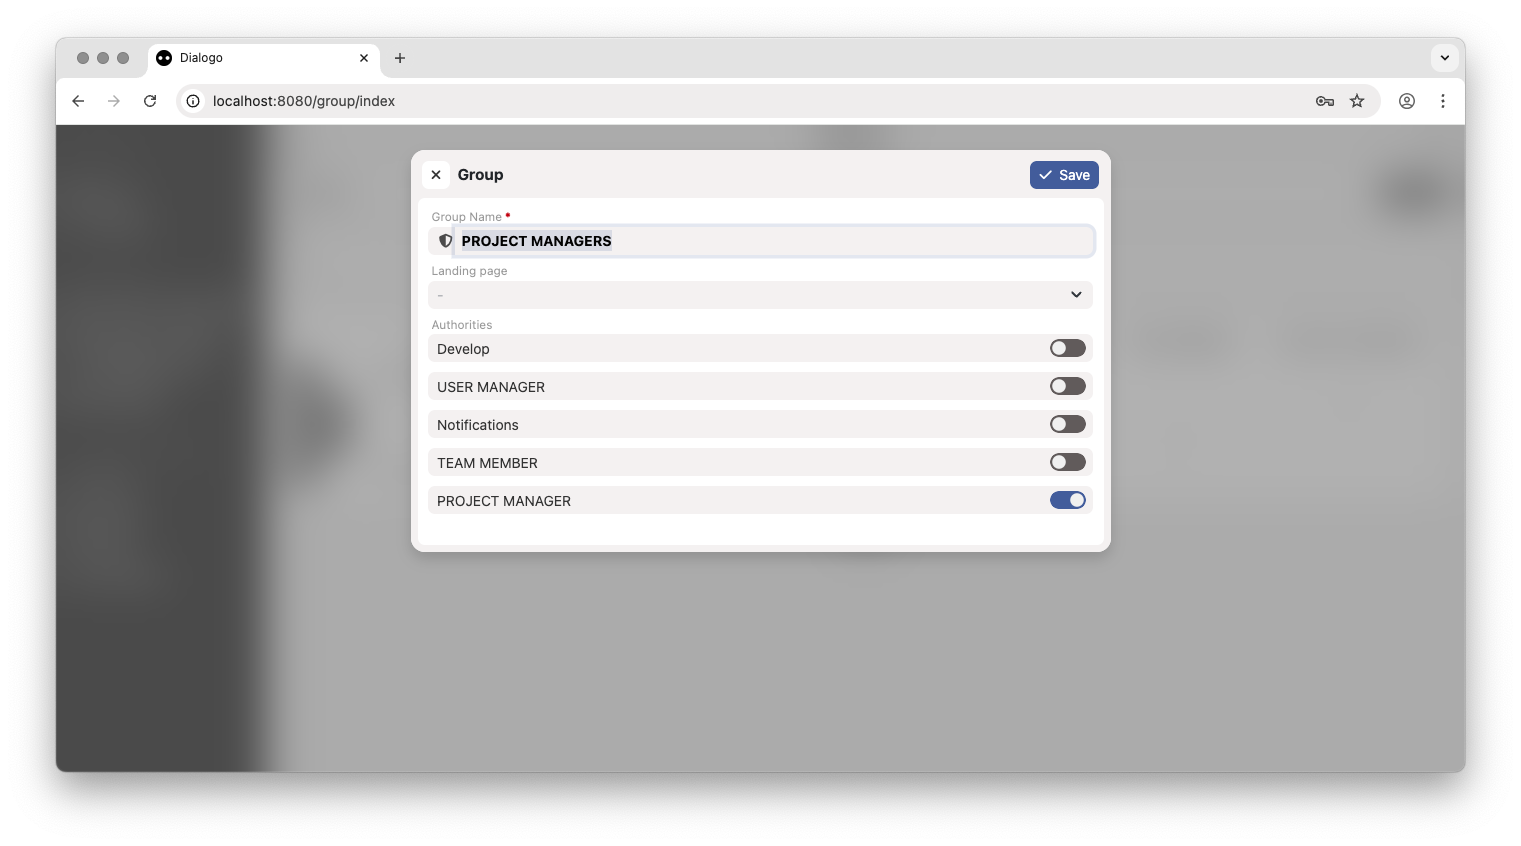 Dialogo
localhost:8080/group/index
Group
Save
Group Name
PROJECT MANAGERS
Landing page
-
Authorities
Develop
USER MANAGER
Notifications
TEAM MEMBER
PROJECT MANAGER